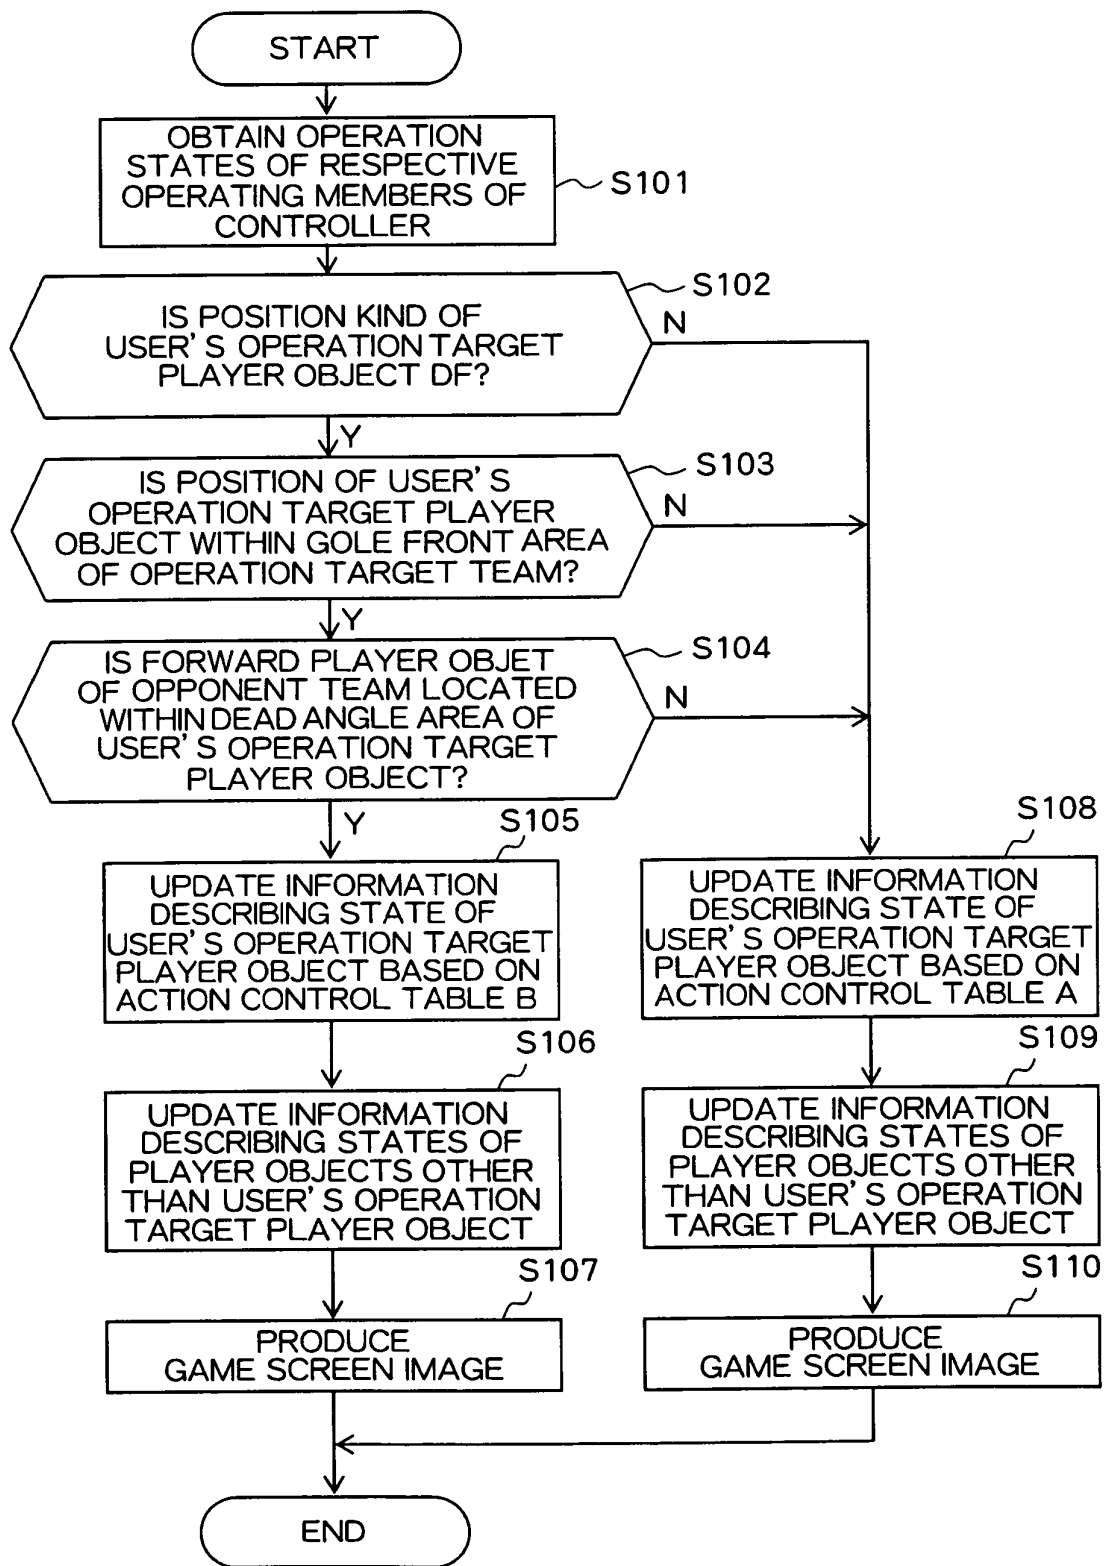 START
OBTAIN OPERATION
STATES OF RESPECTIVE
OPERATING MEMBERS OF
CONTROLLER
S101
S102
IS POSITION KIND OF
USER'S OPERATION TARGET
PLAYER OBJECT DF?
N
Y
S103
IS POSITION OF USER'S
OPERATION TARGET PLAYER
OBJECT WITHIN GOLE FRONT AREA
OF OPERATION TARGET TEAM?
N
Y
S104
IS FORWARD PLAYER OBJET
OF OPPONENT TEAM LOCATED
WITHIN DEAD ANGLE AREA OF
USER'S OPERATION TARGET
PLAYER OBJECT?
N
Y
S105
UPDATE INFORMATION
DESCRIBING STATE OF
USER'S OPERATION TARGET
PLAYER OBJECT BASED ON
ACTION CONTROL TABLE B
S106
UPDATE INFORMATION
DESCRIBING STATES OF
PLAYER OBJECTS OTHER
THAN USER'S OPERATION
TARGET PLAYER OBJECT
S107
PRODUCE
GAME SCREEN IMAGE
S108
UPDATE INFORMATION
DESCRIBING STATE OF
USER'S OPERATION TARGET
PLAYER OBJECT BASED ON
ACTION CONTROL TABLE A
S109
UPDATE INFORMATION
DESCRIBING STATES OF
PLAYER OBJECTS OTHER
THAN USER'S OPERATION
TARGET PLAYER OBJECT
S110
PRODUCE
GAME SCREEN IMAGE
END